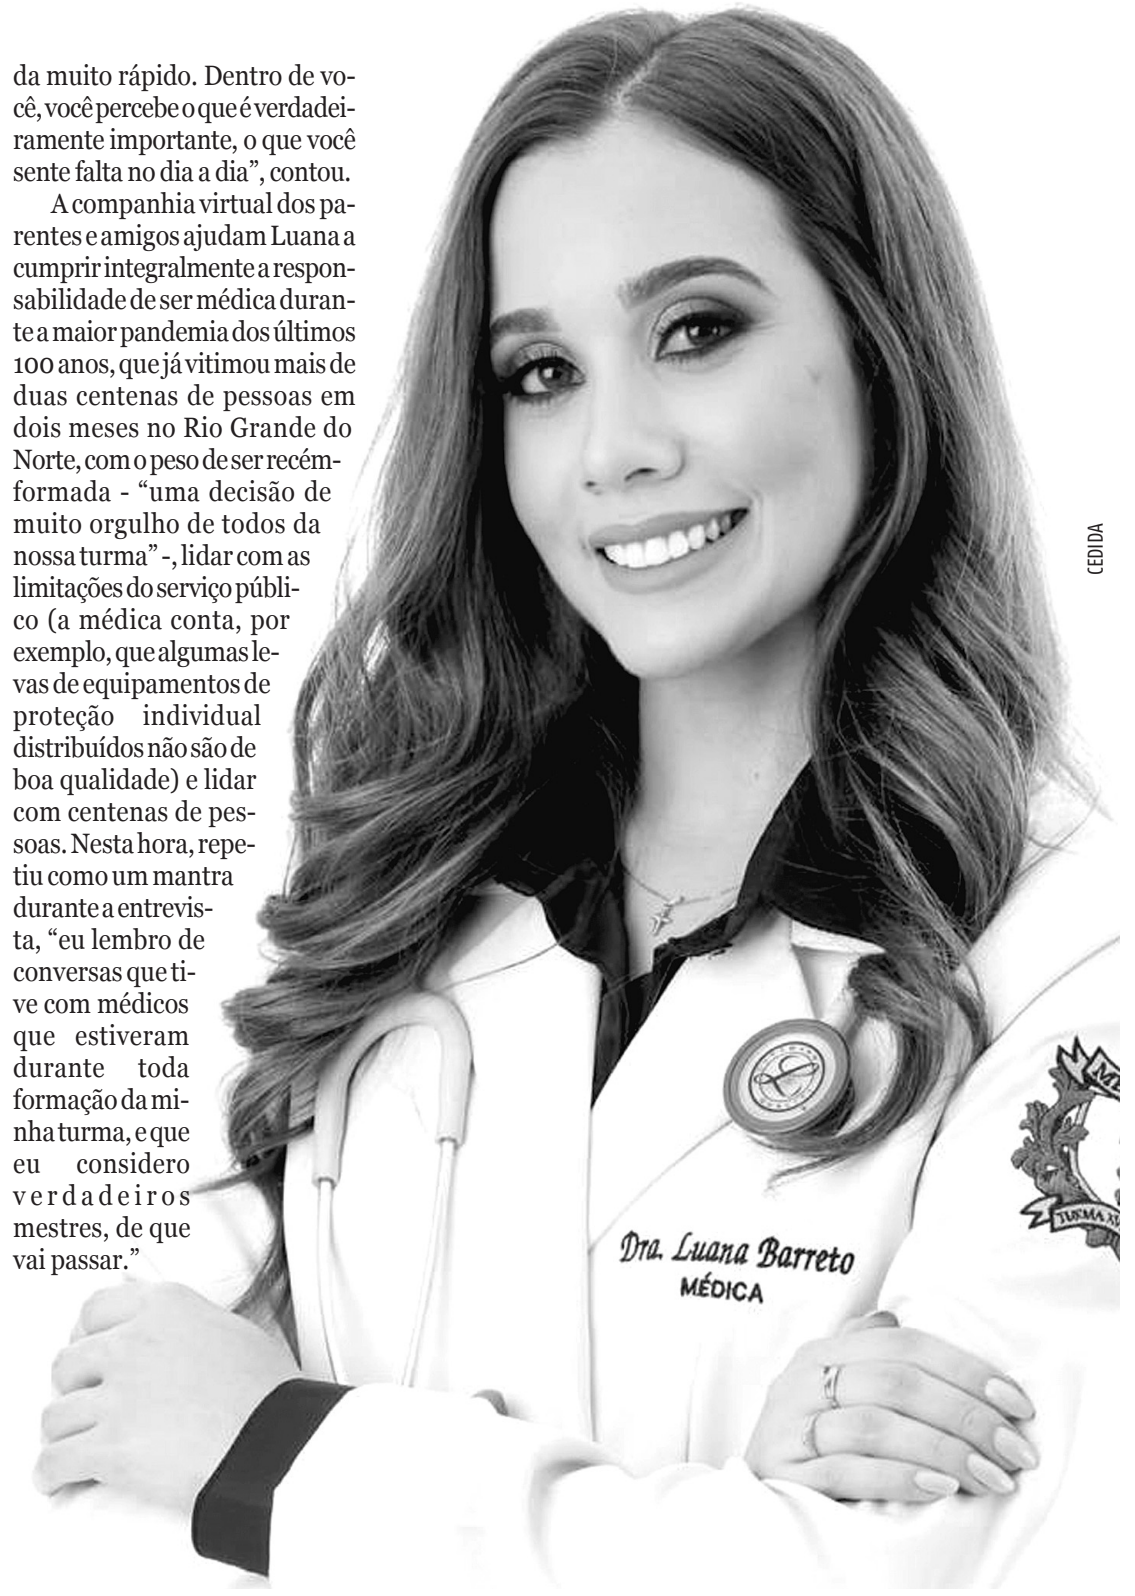 da muito rápido. Dentro de vo-
cê, você percebe o que é verdadei-
ramente importante, o que você
sente falta no dia a dia”, contou.
A companhia virtual dos pa-
rentes e amigos ajudam Luana a
cumprir integralmente a respon-
sabilidade de ser médica duran-
te a maior pandemia dos últimos
100 anos, que já vitimou mais de
duas centenas de pessoas em
dois meses no Rio Grande do
Norte, com o peso de ser recém-
formada - “uma decisão de
muito orgulho de todos da
nossa turma” -, lidar com as
limitações do serviço públi-
co (a médica conta, por
exemplo, que algumas le-
vas de equipamentos de
proteção individual
distribuídos não são de
boa qualidade) e lidar
com centenas de pes-
soas. Nesta hora, repe-
tiu como um mantra
durante a entrevis-
ta, “eu lembro de
conversas que ti-
ve com médicos
que estiveram
durante toda
formação da mi-
nha turma, e que
eu considero
verdadeiros
mestres, de que
vai passar.”
CEDIDA
Dra. Luana Barreto
MÉDICA
TURMA